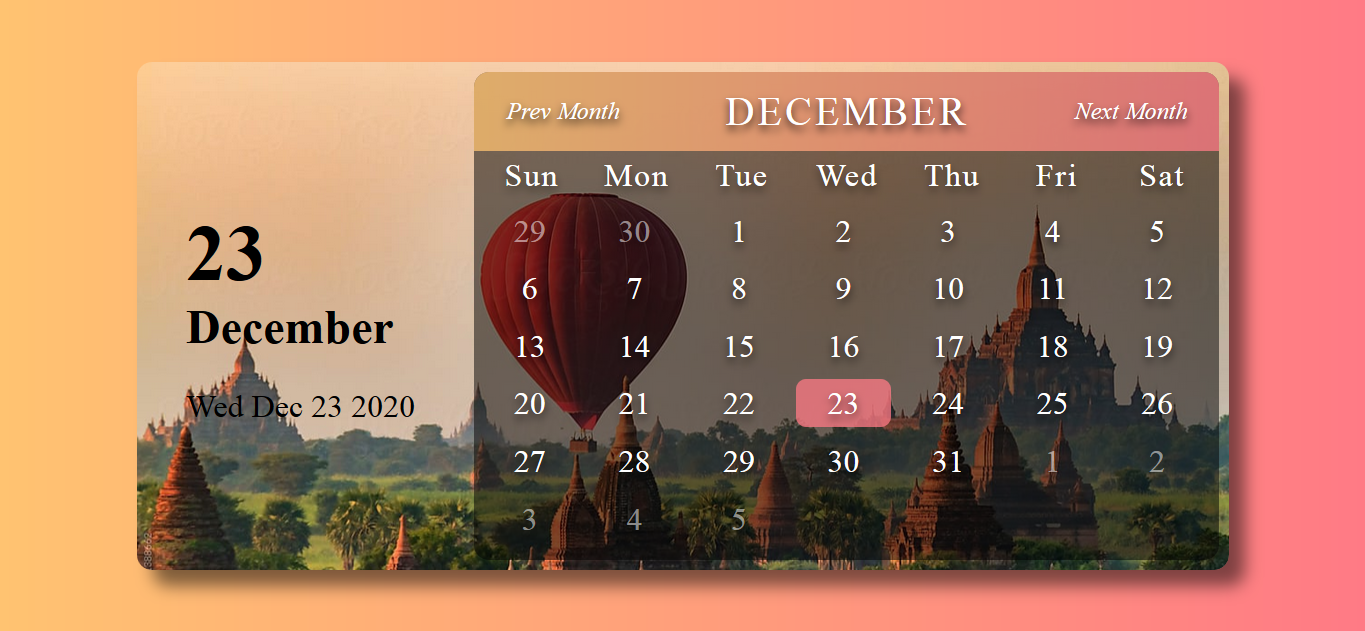 23
December
Wed Dec 23 2020
Prev Month DECEMBER Next Month
Sun Mon Tue Wed Thu Fri Sat
29 30 1 2 3 4 5
6 7 8 9 10 11 12
13 14 15 16 17 18 19
20 21 22 23 24 25 26
27 28 29 30 31 1 2
3 4 5